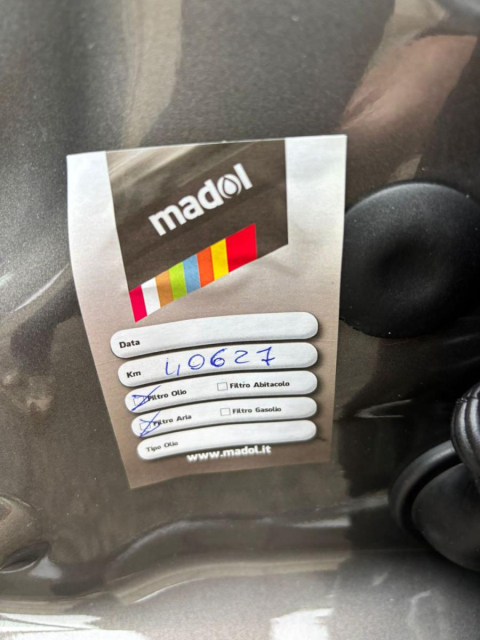 madol
Data
Km 40627
Filtro Olio Filtro Abitacolo
Filtro Aria Filtro Gasolio
Tipo Olio
www.madol.it